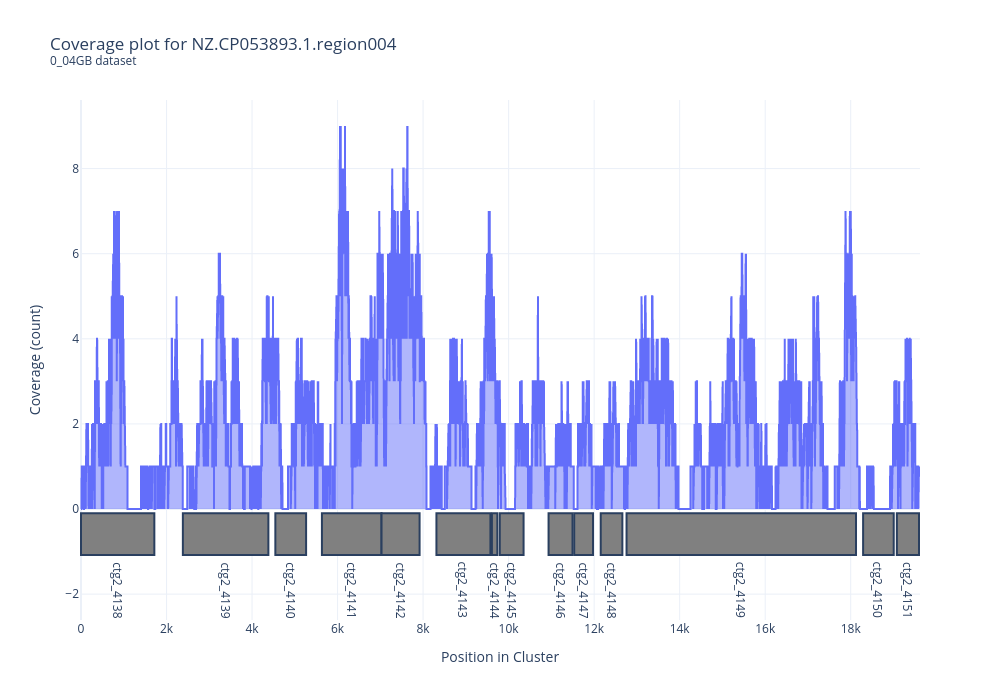 Coverage plot for NZ.CP053893.1.region004
0_04GB dataset
Coverage (count)
8
6
4
2
0
−2
ctg2_4138
ctg2_4139
ctg2_4140
ctg2_4141
ctg2_4142
ctg2_4143
ctg2_4144
ctg2_4145
ctg2_4146
ctg2_4147
ctg2_4148
ctg2_4149
ctg2_4150
ctg2_4151
0
2k
4k
6k
8k
10k
12k
14k
16k
18k
Position in Cluster